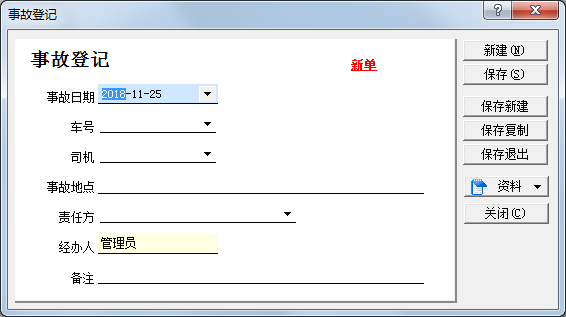 事故登记
事故登记
新单
事故日期 2018-11-25
车号
司机
事故地点
责任方
经办人 管理员
备注
新建(N)
保存(S)
保存新建
保存复制
保存退出
资料
关闭(C)